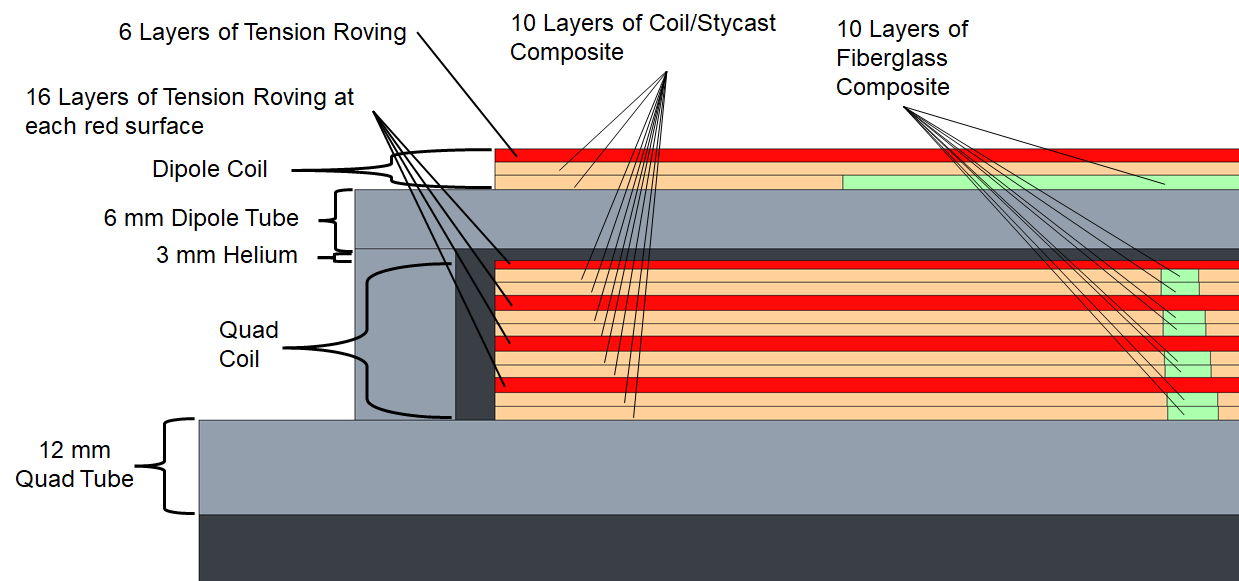 6 Layers of Tension Roving
10 Layers of Coil/Stycast
Composite
10 Layers of
Fiberglass
Composite
16 Layers of Tension Roving at
each red surface
Dipole Coil
6 mm Dipole Tube
3 mm Helium
Quad
Coil
12 mm
Quad Tube